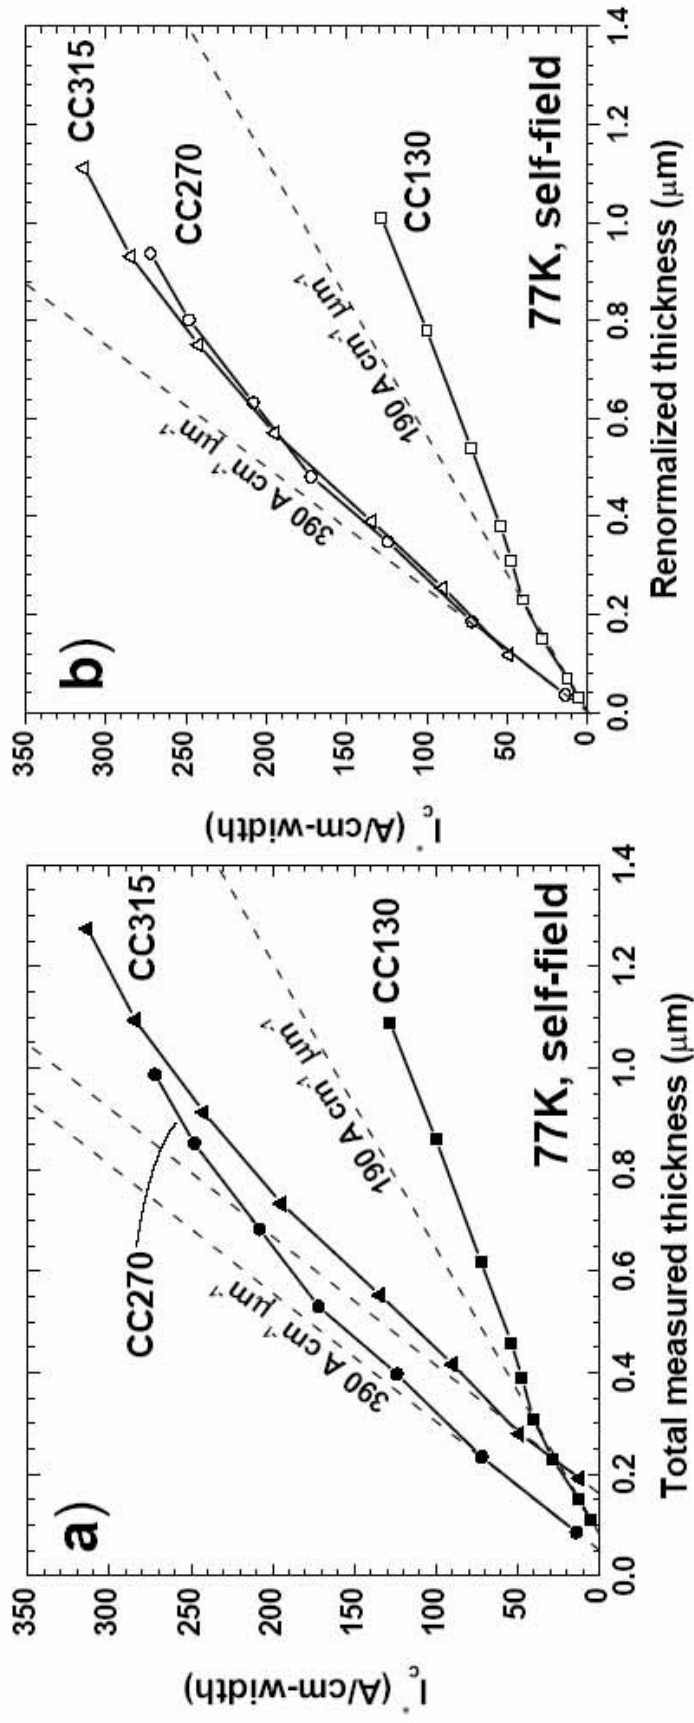 a)
I*c (A/cm-width)
350
300
250
200
150
100
50
0
0.0
0.2
0.4
0.6
0.8
1.0
1.2
1.4
CC270
CC315
CC130
390 A cm-1 μm-1
190 A cm-1 μm-1
77K, self-field
Total measured thickness (μm)
b)
I*c (A/cm-width)
350
300
250
200
150
100
50
0
0.0
0.2
0.4
0.6
0.8
1.0
1.2
1.4
CC315
CC270
CC130
390 A cm-1 μm-1
190 A cm-1 μm-1
77K, self-field
Renormalized thickness (μm)